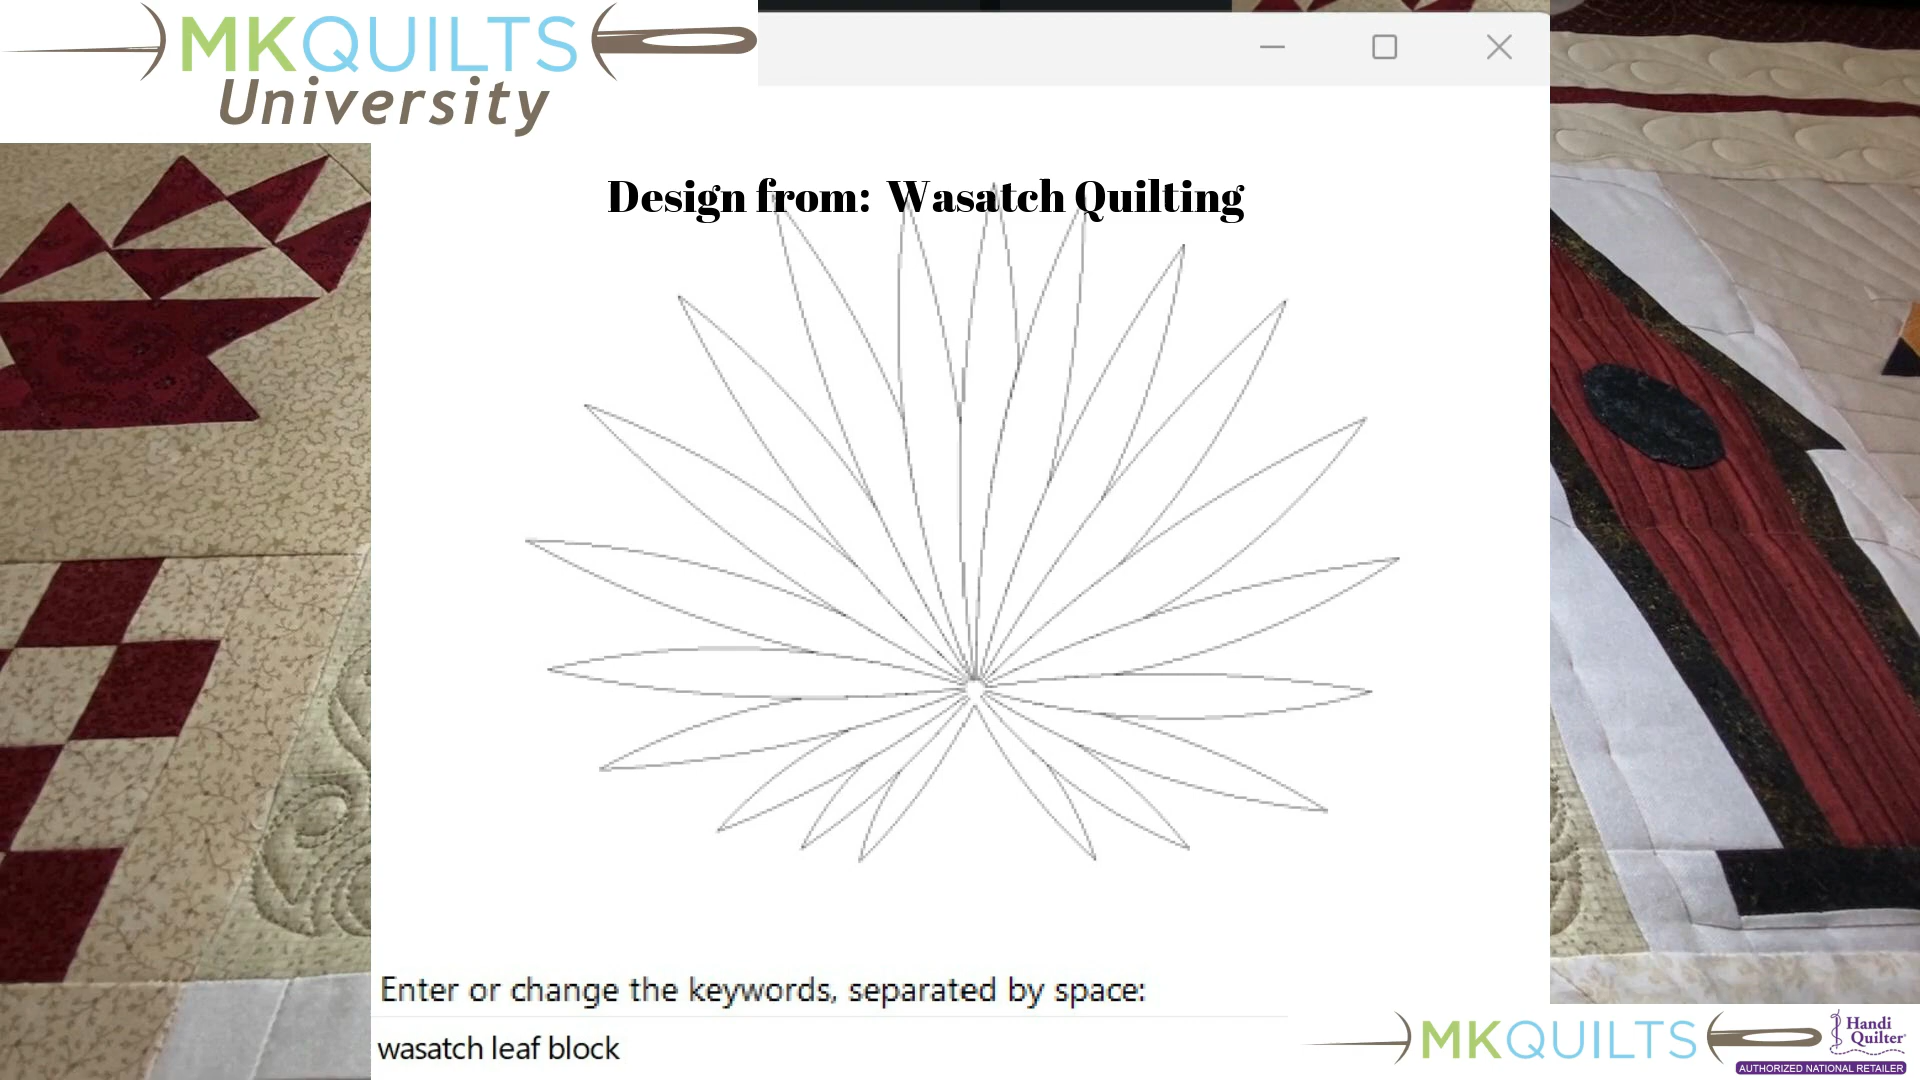 MKQUILTS
University
Design from: Wasatch Quilting
Enter or change the keywords, separated by space:
wasatch leaf block
MKQUILTS
Handi
Quilter
AUTHORIZED NATIONAL RETAILER